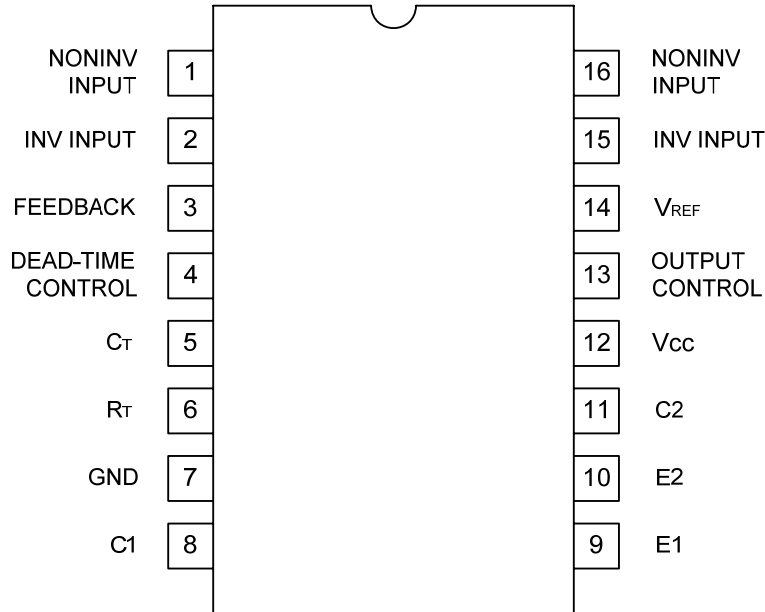 NONINV
INPUT
1
INV INPUT
2
FEEDBACK
3
DEAD-TIME
CONTROL
4
CT
5
RT
6
GND
7
C1
8
16
NONINV
INPUT
15
INV INPUT
14
VREF
13
OUTPUT
CONTROL
12
Vcc
11
C2
10
E2
9
E1